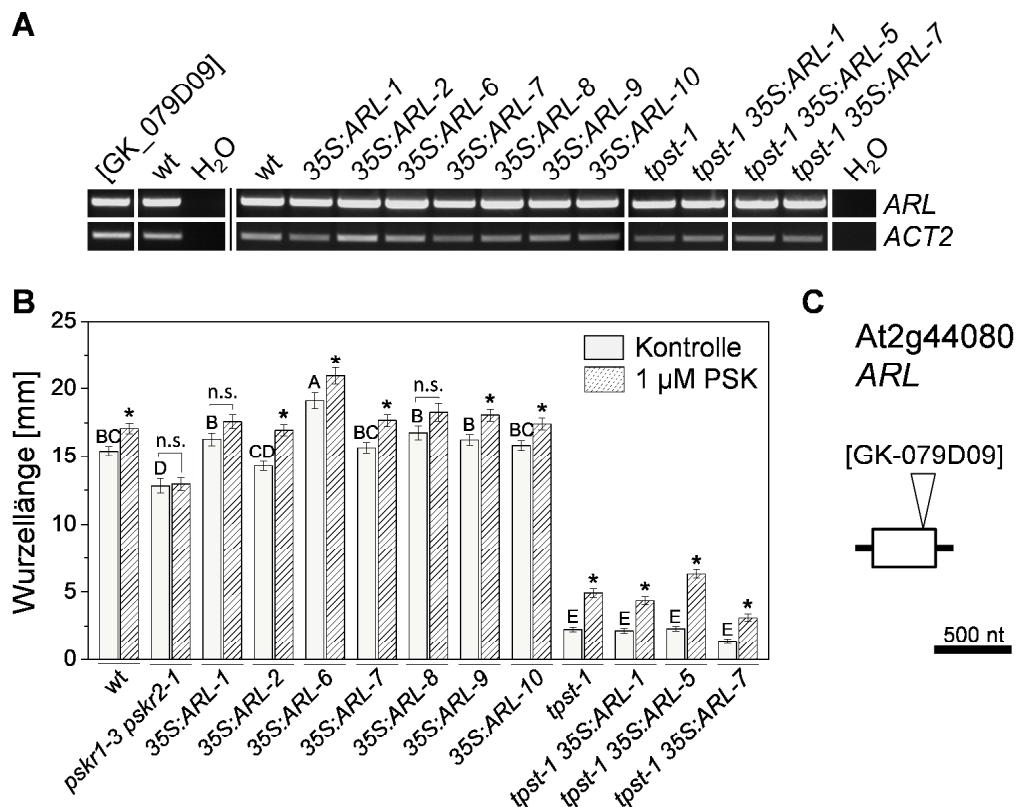 A
[GK_079D09]
wt
H2O
wt
35S:ARL-1
35S:ARL-2
35S:ARL-6
35S:ARL-7
35S:ARL-8
35S:ARL-9
35S:ARL-10
tpst-1
tpst-1 35S:ARL-1
tpst-1 35S:ARL-5
tpst-1 35S:ARL-7
H2O
ARL
ACT2
B
Wurzellänge [mm]
25
20
15
10
5
0
Kontrolle
1 µM PSK
BC *
D n.s.
B n.s.
CD *
A *
BC *
B n.s.
B *
BC *
E *
E *
E *
E *
wt
pskr1-3 pskr2-1
35S:ARL-1
35S:ARL-2
35S:ARL-6
35S:ARL-7
35S:ARL-8
35S:ARL-9
35S:ARL-10
tpst-1
tpst-1 35S:ARL-1
tpst-1 35S:ARL-5
tpst-1 35S:ARL-7
C
At2g44080
ARL
[GK-079D09]
500 nt